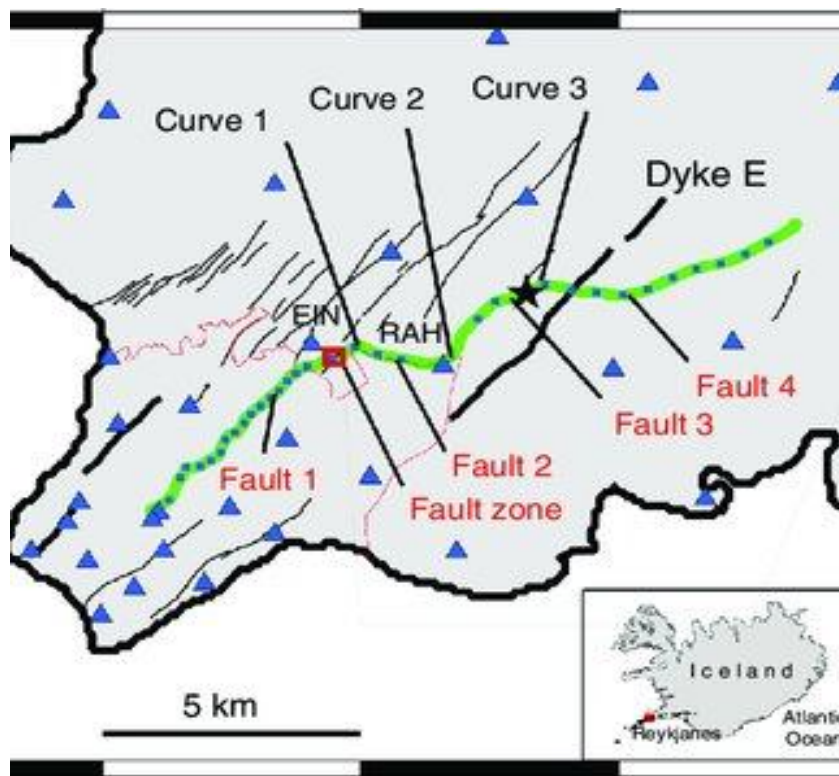 Curve 1
Curve 2
Curve 3
Dyke E
EIN
RAH
Fault 4
Fault 3
Fault 1
Fault 2
Fault zone
5 km
Iceland
Atlantic
Reykjanes
Ocean